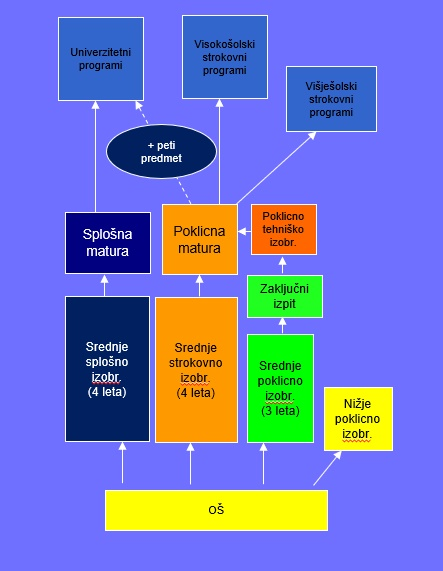 Univerzitetni
programi
Visokošolski
strokovni
programi
Višješolski
strokovni
programi
+ peti
predmet
Splošna
matura
Poklicna
matura
Poklicno
tehniško
izobr.
Zaključni
izpit
Srednje
splošno
izobr.
(4 leta)
Srednje
strokovno
izobr.
(4 leta)
Srednje
poklicno
izobr.
(3 leta)
Nižje
poklicno
izobr.
OŠ